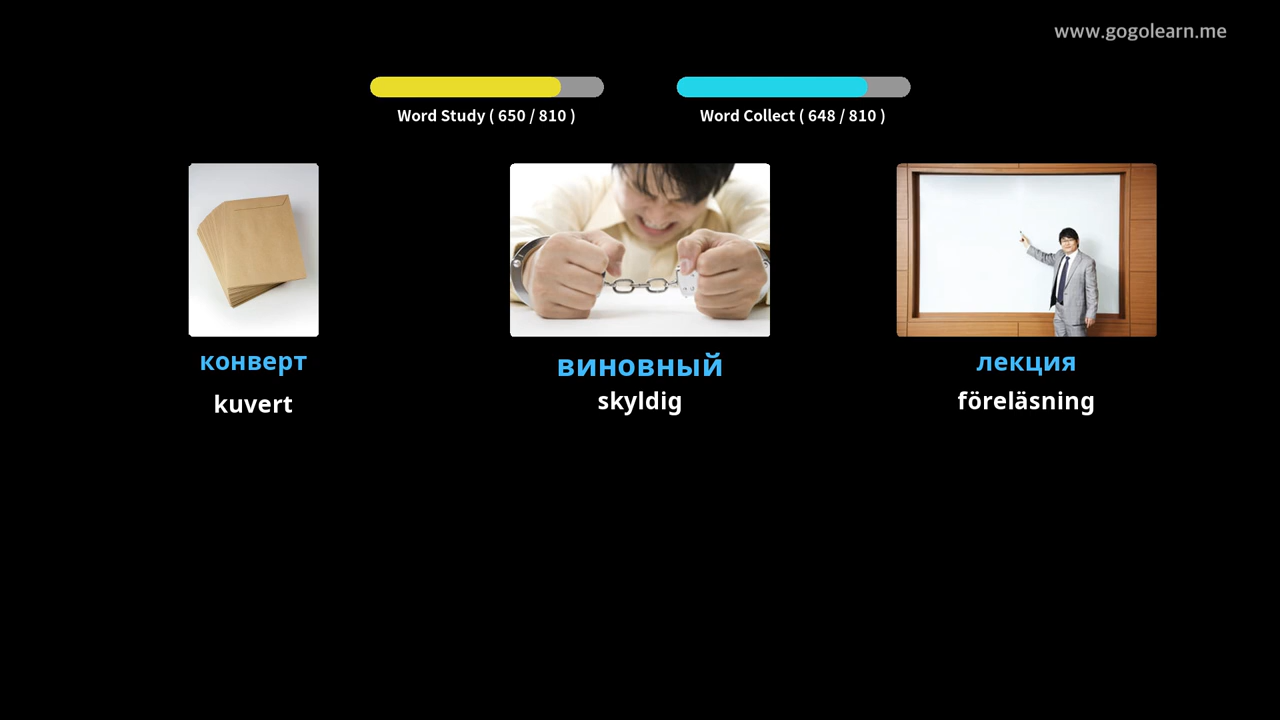 www.gogolearn.me
Word Study ( 650 / 810 )
Word Collect ( 648 / 810 )
конверт
kuvert
виновный
skyldig
лекция
föreläsning